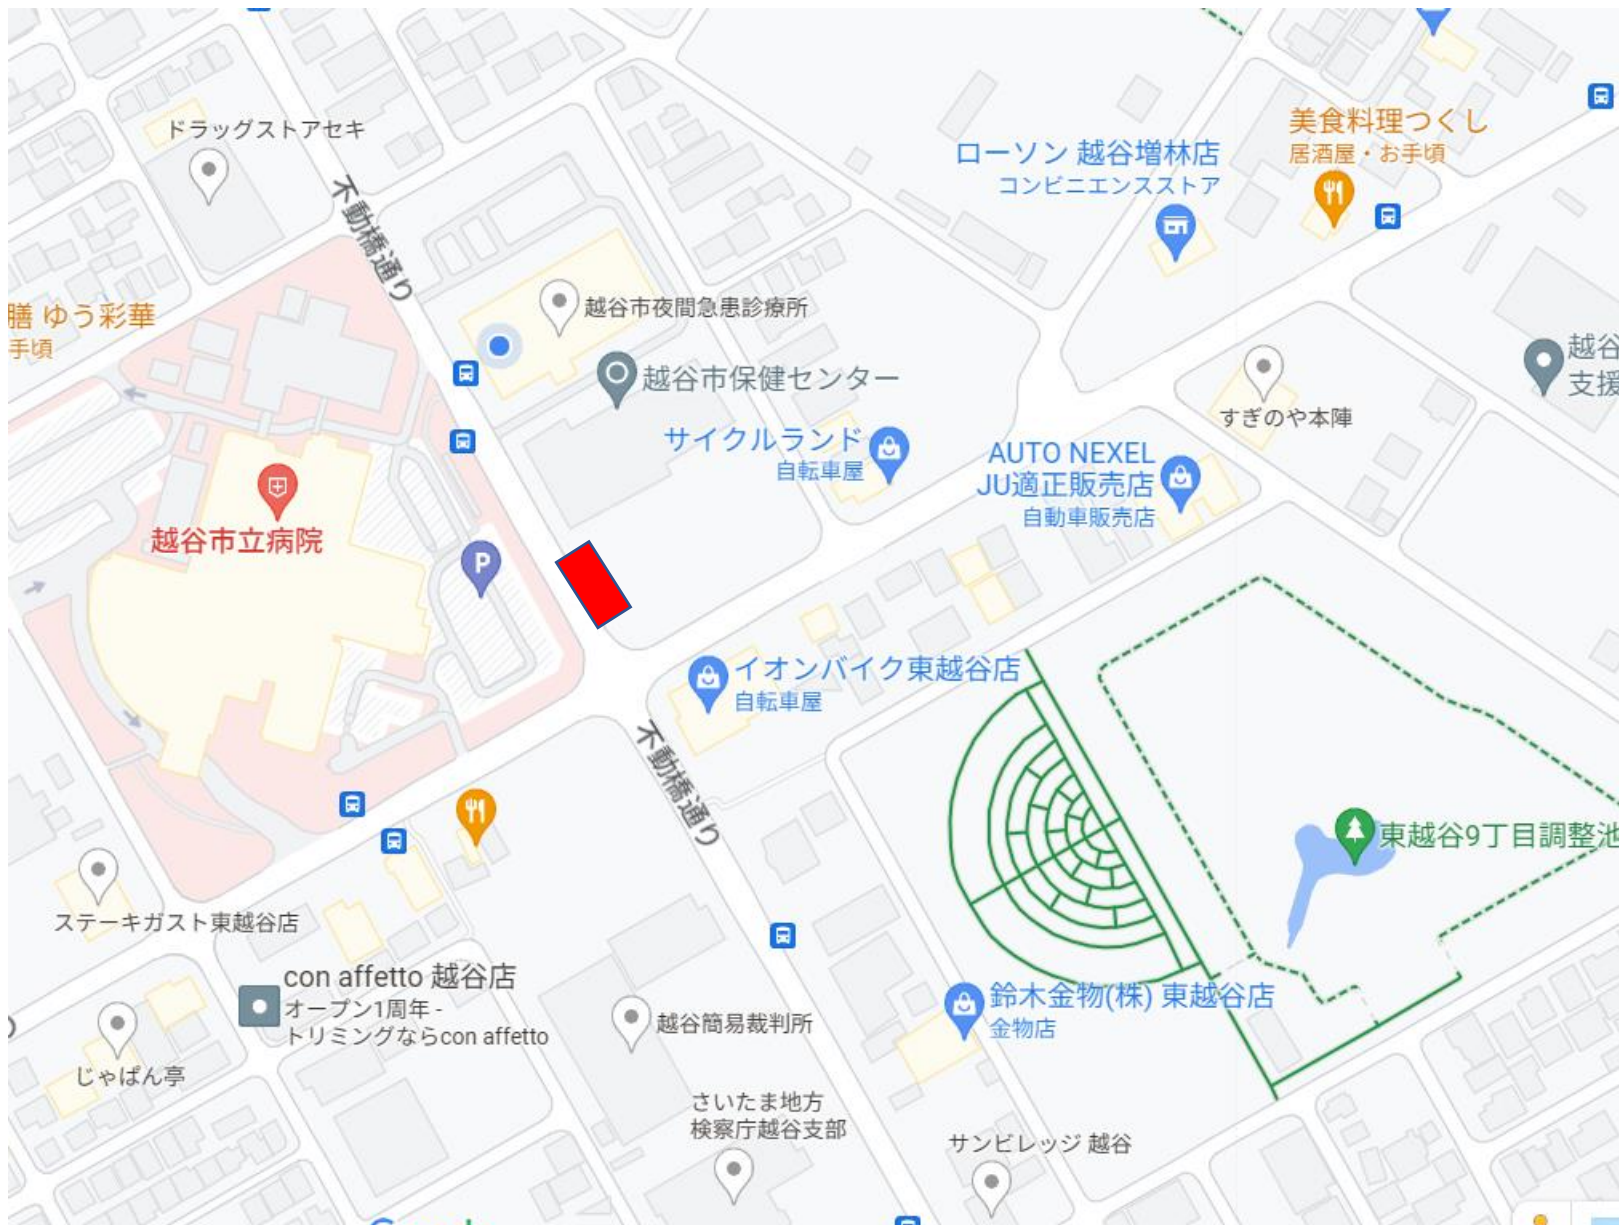 ドラッグストアセキ
不動橋通り
ローソン 越谷増林店
コンビニエンスストア
美食料理つくし
居酒屋・お手頃
膳 ゆう彩華
手頃
越谷市夜間急患診療所
越谷市保健センター
越谷
支援
すぎのや本陣
サイクルランド
自転車屋
AUTO NEXEL
JU適正販売店
自動車販売店
越谷市立病院
P
イオンバイク東越谷店
自転車屋
不動橋通り
東越谷9丁目調整池
ステーキガスト東越谷店
con affetto 越谷店
オープン1周年 -
トリミングならcon affetto
鈴木金物(株) 東越谷店
金物店
越谷簡易裁判所
じゃぱん亭
さいたま地方
検察庁越谷支部
サンビレッジ 越谷